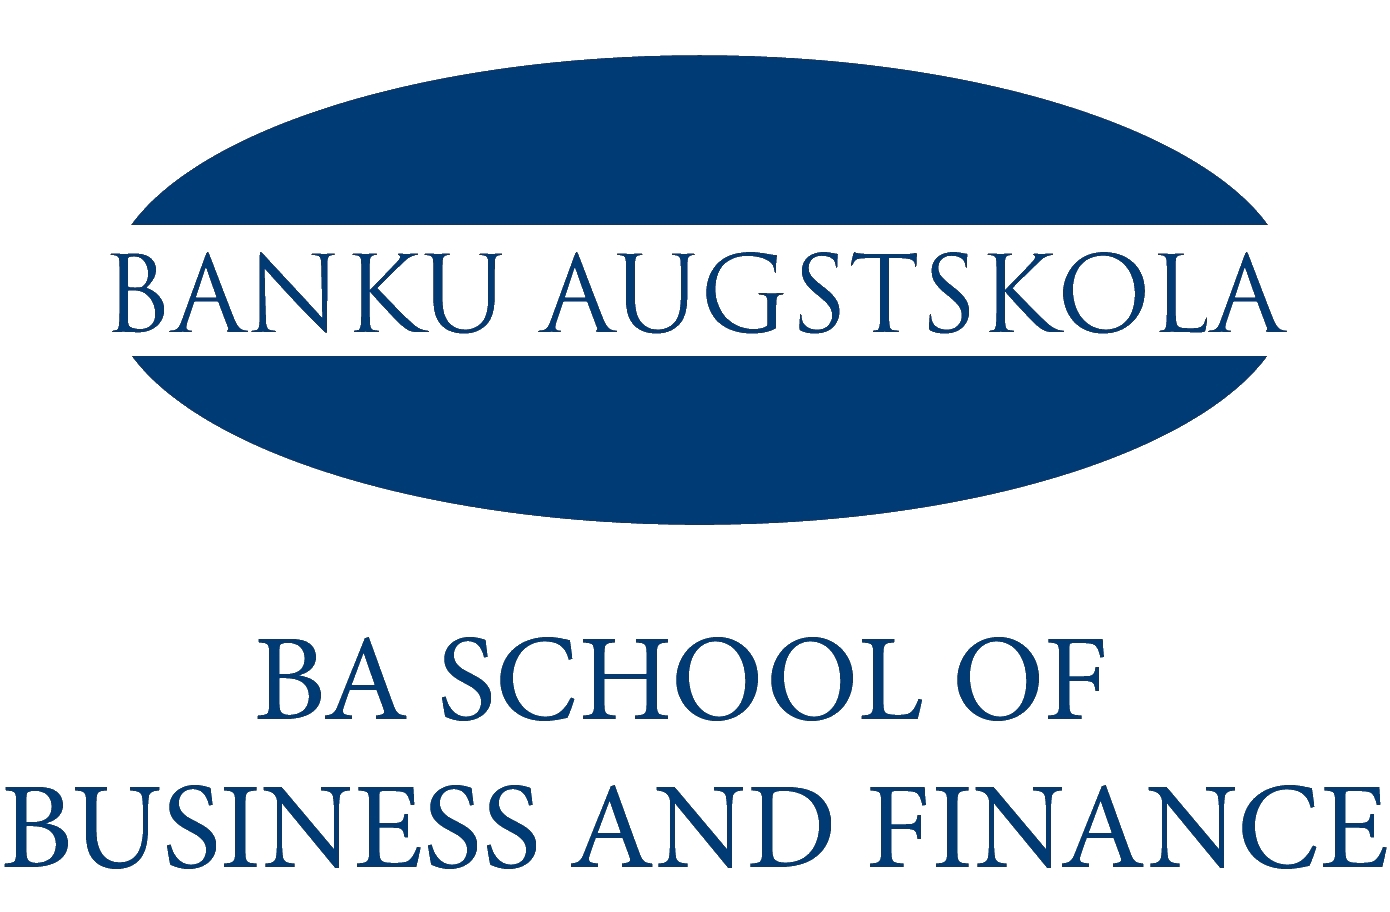 BANKU AUGSTSKOLA
BA SCHOOL OF
BUSINESS AND FINANCE